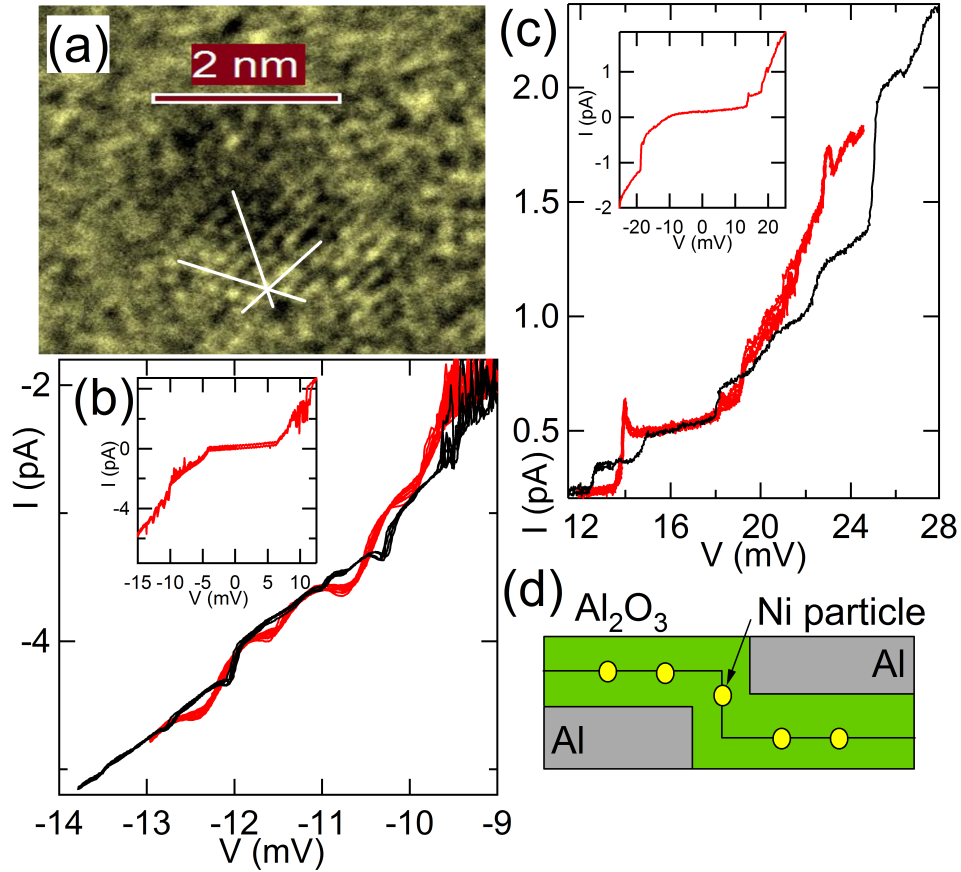 (a)
2 nm
(b)
I (pA)
-2
-4
-14
-13
-12
-11
-10
-9
V (mV)
I (pA)
0
-4
-15
-10
-5
0
5
10
V (mV)
(c)
I (pA)
2.0
1.5
1.0
0.5
12
16
20
24
28
V (mV)
I (pA)
1
0
-1
-2
-20
-10
0
10
20
V (mV)
(d)
Al2O3
Ni particle
Al
Al